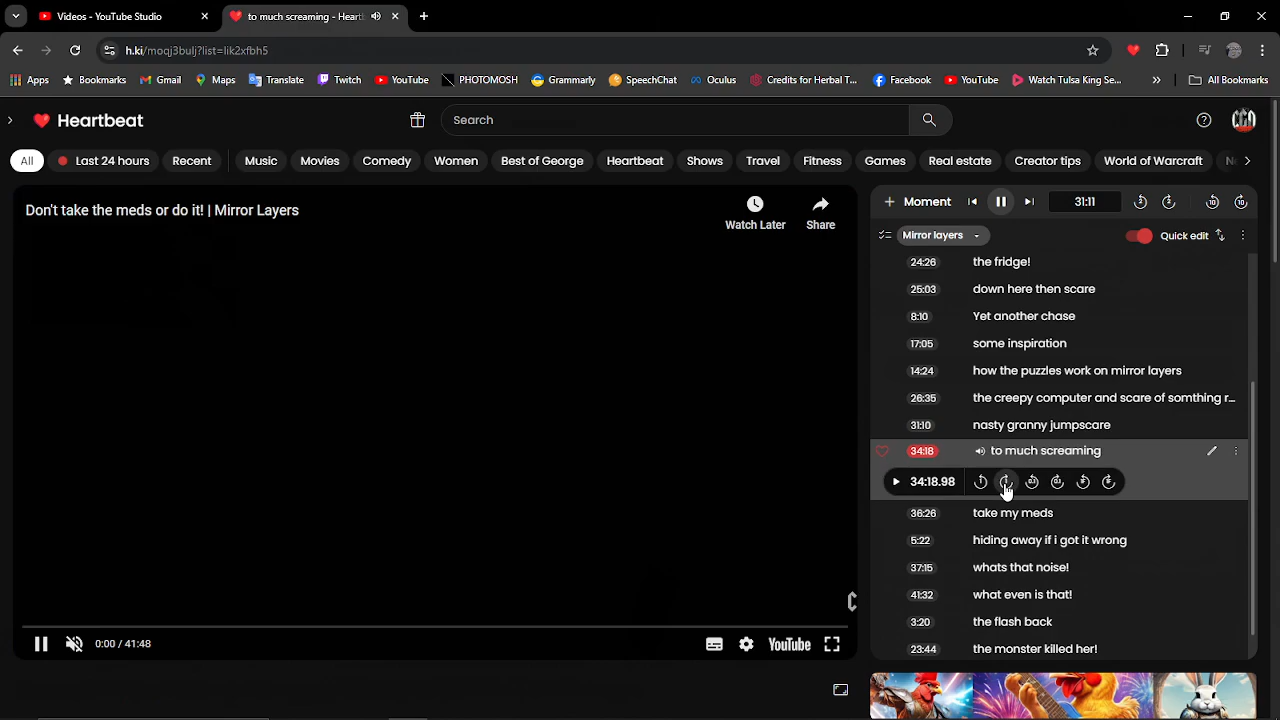 Videos - YouTube Studio
to much screaming - Heart
h.ki/moqj3bulj?list=lik2xfbh5
Apps Bookmarks Gmail Maps Translate Twitch YouTube PHOTOMOSH Grammarly SpeechChat Oculus Credits for Herbal T... Facebook YouTube Watch Tulsa King Se... » All Bookmarks
Heartbeat
Search
All Last 24 hours Recent Music Movies Comedy Women Best of George Heartbeat Shows Travel Fitness Games Real estate Creator tips World of Warcraft
Don't take the meds or do it! | Mirror Layers
Watch Later
Share
+ Moment 31:11 10 10
Mirror layers
Quick edit
24:26 the fridge!
25:03 down here then scare
8:10 Yet another chase
17:05 some inspiration
14:24 how the puzzles work on mirror layers
26:35 the creepy computer and scare of somthing r...
31:10 nasty granny jumpscare
34:18 to much screaming
34:18.98
36:26 take my meds
5:22 hiding away if i got it wrong
37:15 whats that noise!
41:32 what even is that!
3:20 the flash back
23:44 the monster killed her!
0:00 / 41:48
YouTube